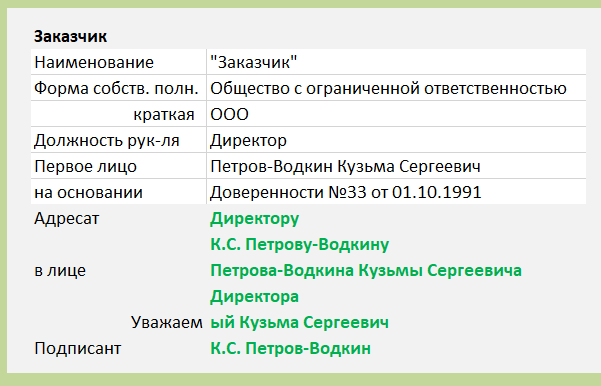 Заказчик
Наименование "Заказчик"
Форма собств. полн. Общество с ограниченной ответственностью
краткая ООО
Должность рук-ля Директор
Первое лицо Петров-Водкин Кузьма Сергеевич
на основании Доверенности №33 от 01.10.1991
Адресат Директору
К.С. Петрову-Водкину
в лице Петрова-Водкина Кузьмы Сергеевича
Директора
Уважаем ый Кузьма Сергеевич
Подписант К.С. Петров-Водкин